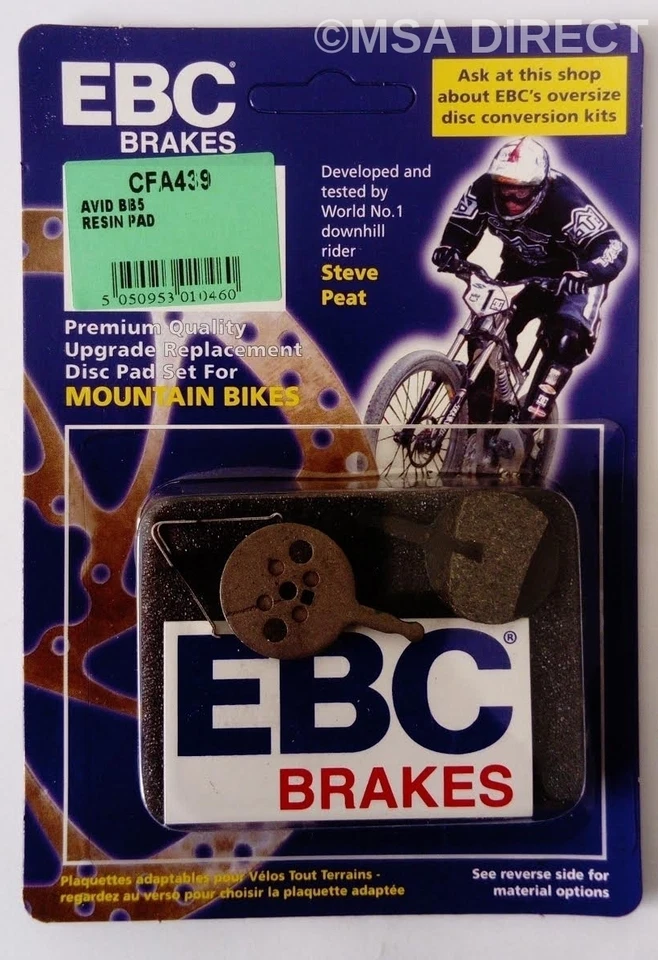 ©MSA DIRECT
EBC
BRAKES
Ask at this shop
about EBC's oversize
disc conversion kits
CFA439
AVID BB5
RESIN PAD
5 050953 010460
Developed and
tested by
World No.1
downhill
rider
Steve
Peat
1
Premium Quality
Upgrade Replacement
Disc Pad Set For
MOUNTAIN BIKES
EBC®
BRAKES
Plaquettes adaptables pour Vélos Tout Terrains -
regardez au verso pour choisir la plaquette adaptée
See reverse side for
material options